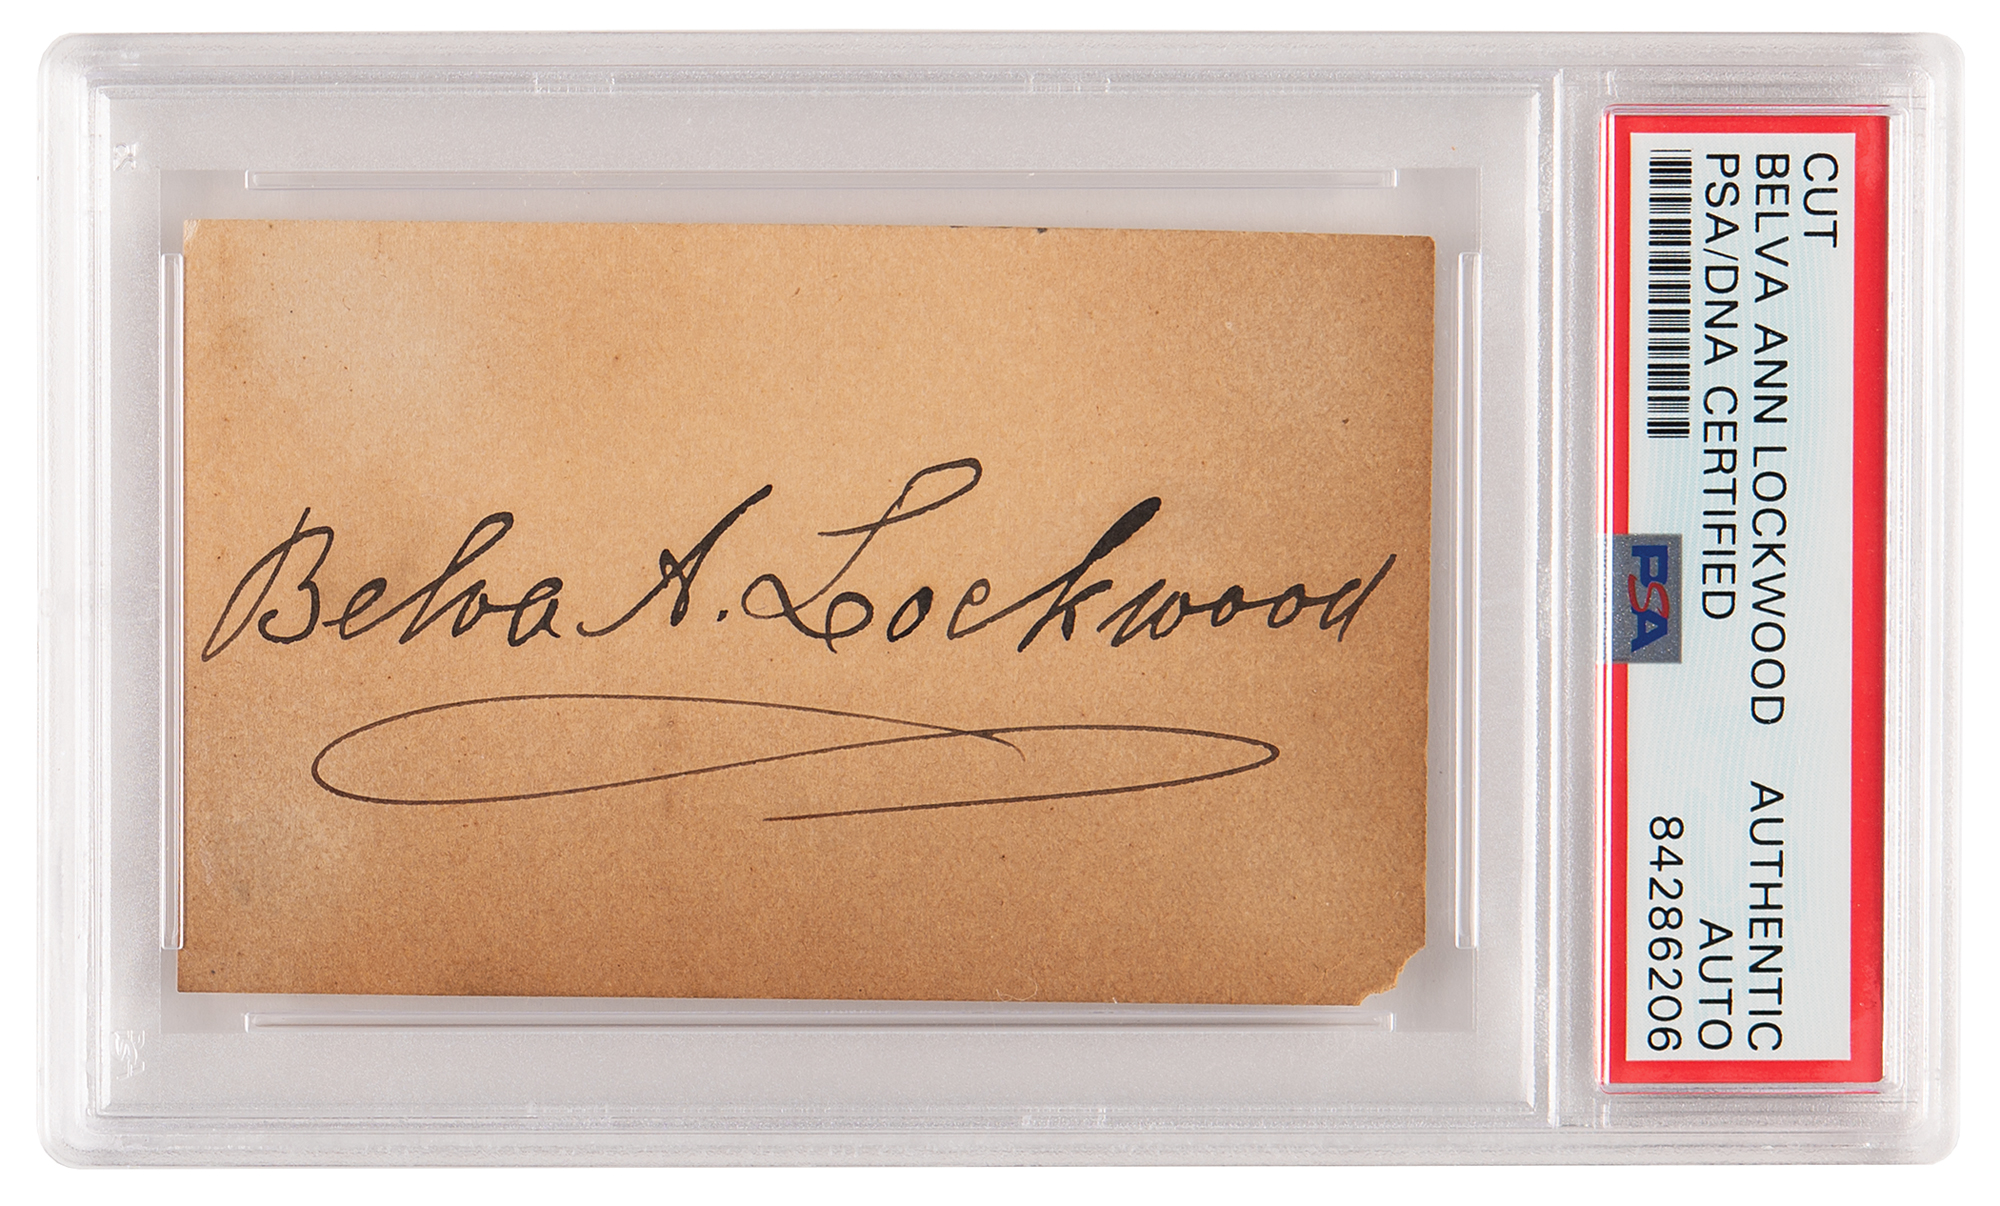 Belva A. Lockwood
CUT
BELVA ANN LOCKWOOD AUTHENTIC
PSA/DNA CERTIFIED AUTO
84286206
PSA